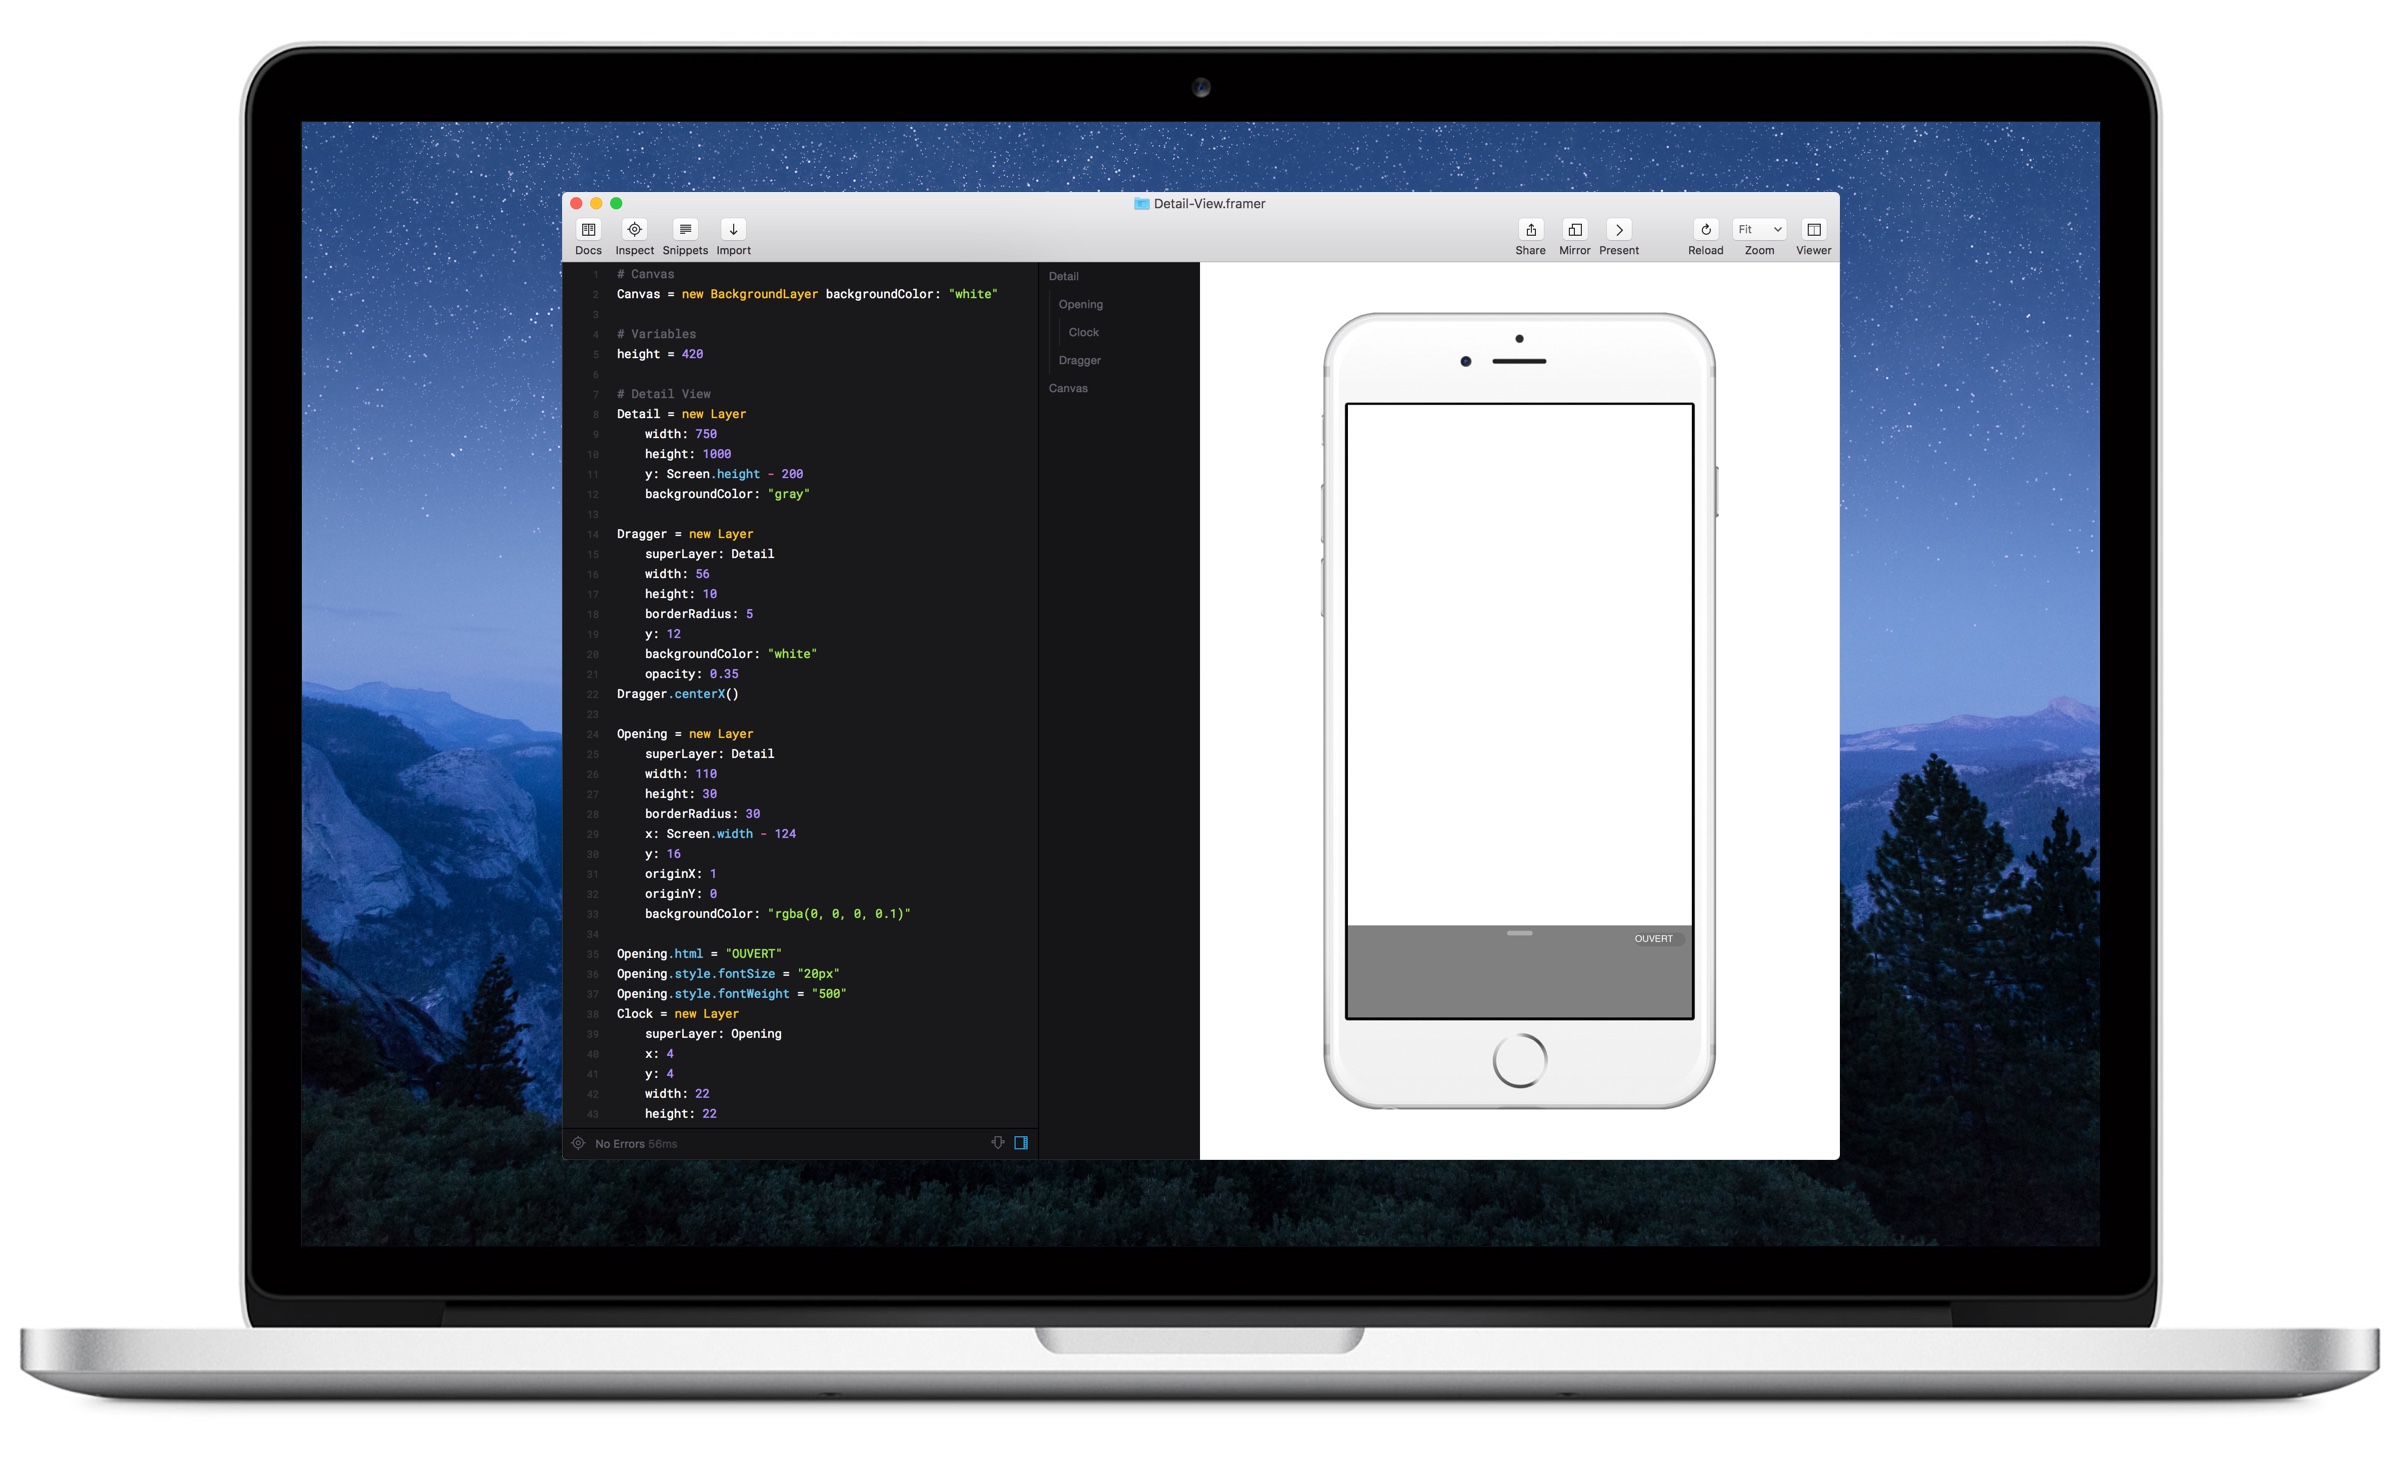 Detail-View.framer
Docs Inspect Snippets Import Share Mirror Present Reload Fit Zoom Viewer
1 # Canvas
2 Canvas = new BackgroundLayer backgroundColor: "white"
3
4 # Variables
5 height = 420
6
7 # Detail View
8 Detail = new Layer
9 width: 750
10 height: 1000
11 y: Screen.height - 200
12 backgroundColor: "gray"
13
14 Dragger = new Layer
15 superLayer: Detail
16 width: 56
17 height: 10
18 borderRadius: 5
19 y: 12
20 backgroundColor: "white"
21 opacity: 0.35
22 Dragger.centerX()
23
24 Opening = new Layer
25 superLayer: Detail
26 width: 110
27 height: 30
28 borderRadius: 30
29 x: Screen.width - 124
30 y: 16
31 originX: 1
32 originY: 0
33 backgroundColor: "rgba(0, 0, 0, 0.1)"
34
35 Opening.html = "OUVERT"
36 Opening.style.fontSize = "20px"
37 Opening.style.fontWeight = "500"
38 Clock = new Layer
39 superLayer: Opening
40 x: 4
41 y: 4
42 width: 22
43 height: 22
No Errors 56ms
Detail
Opening
Clock
Dragger
Canvas
OUVERT